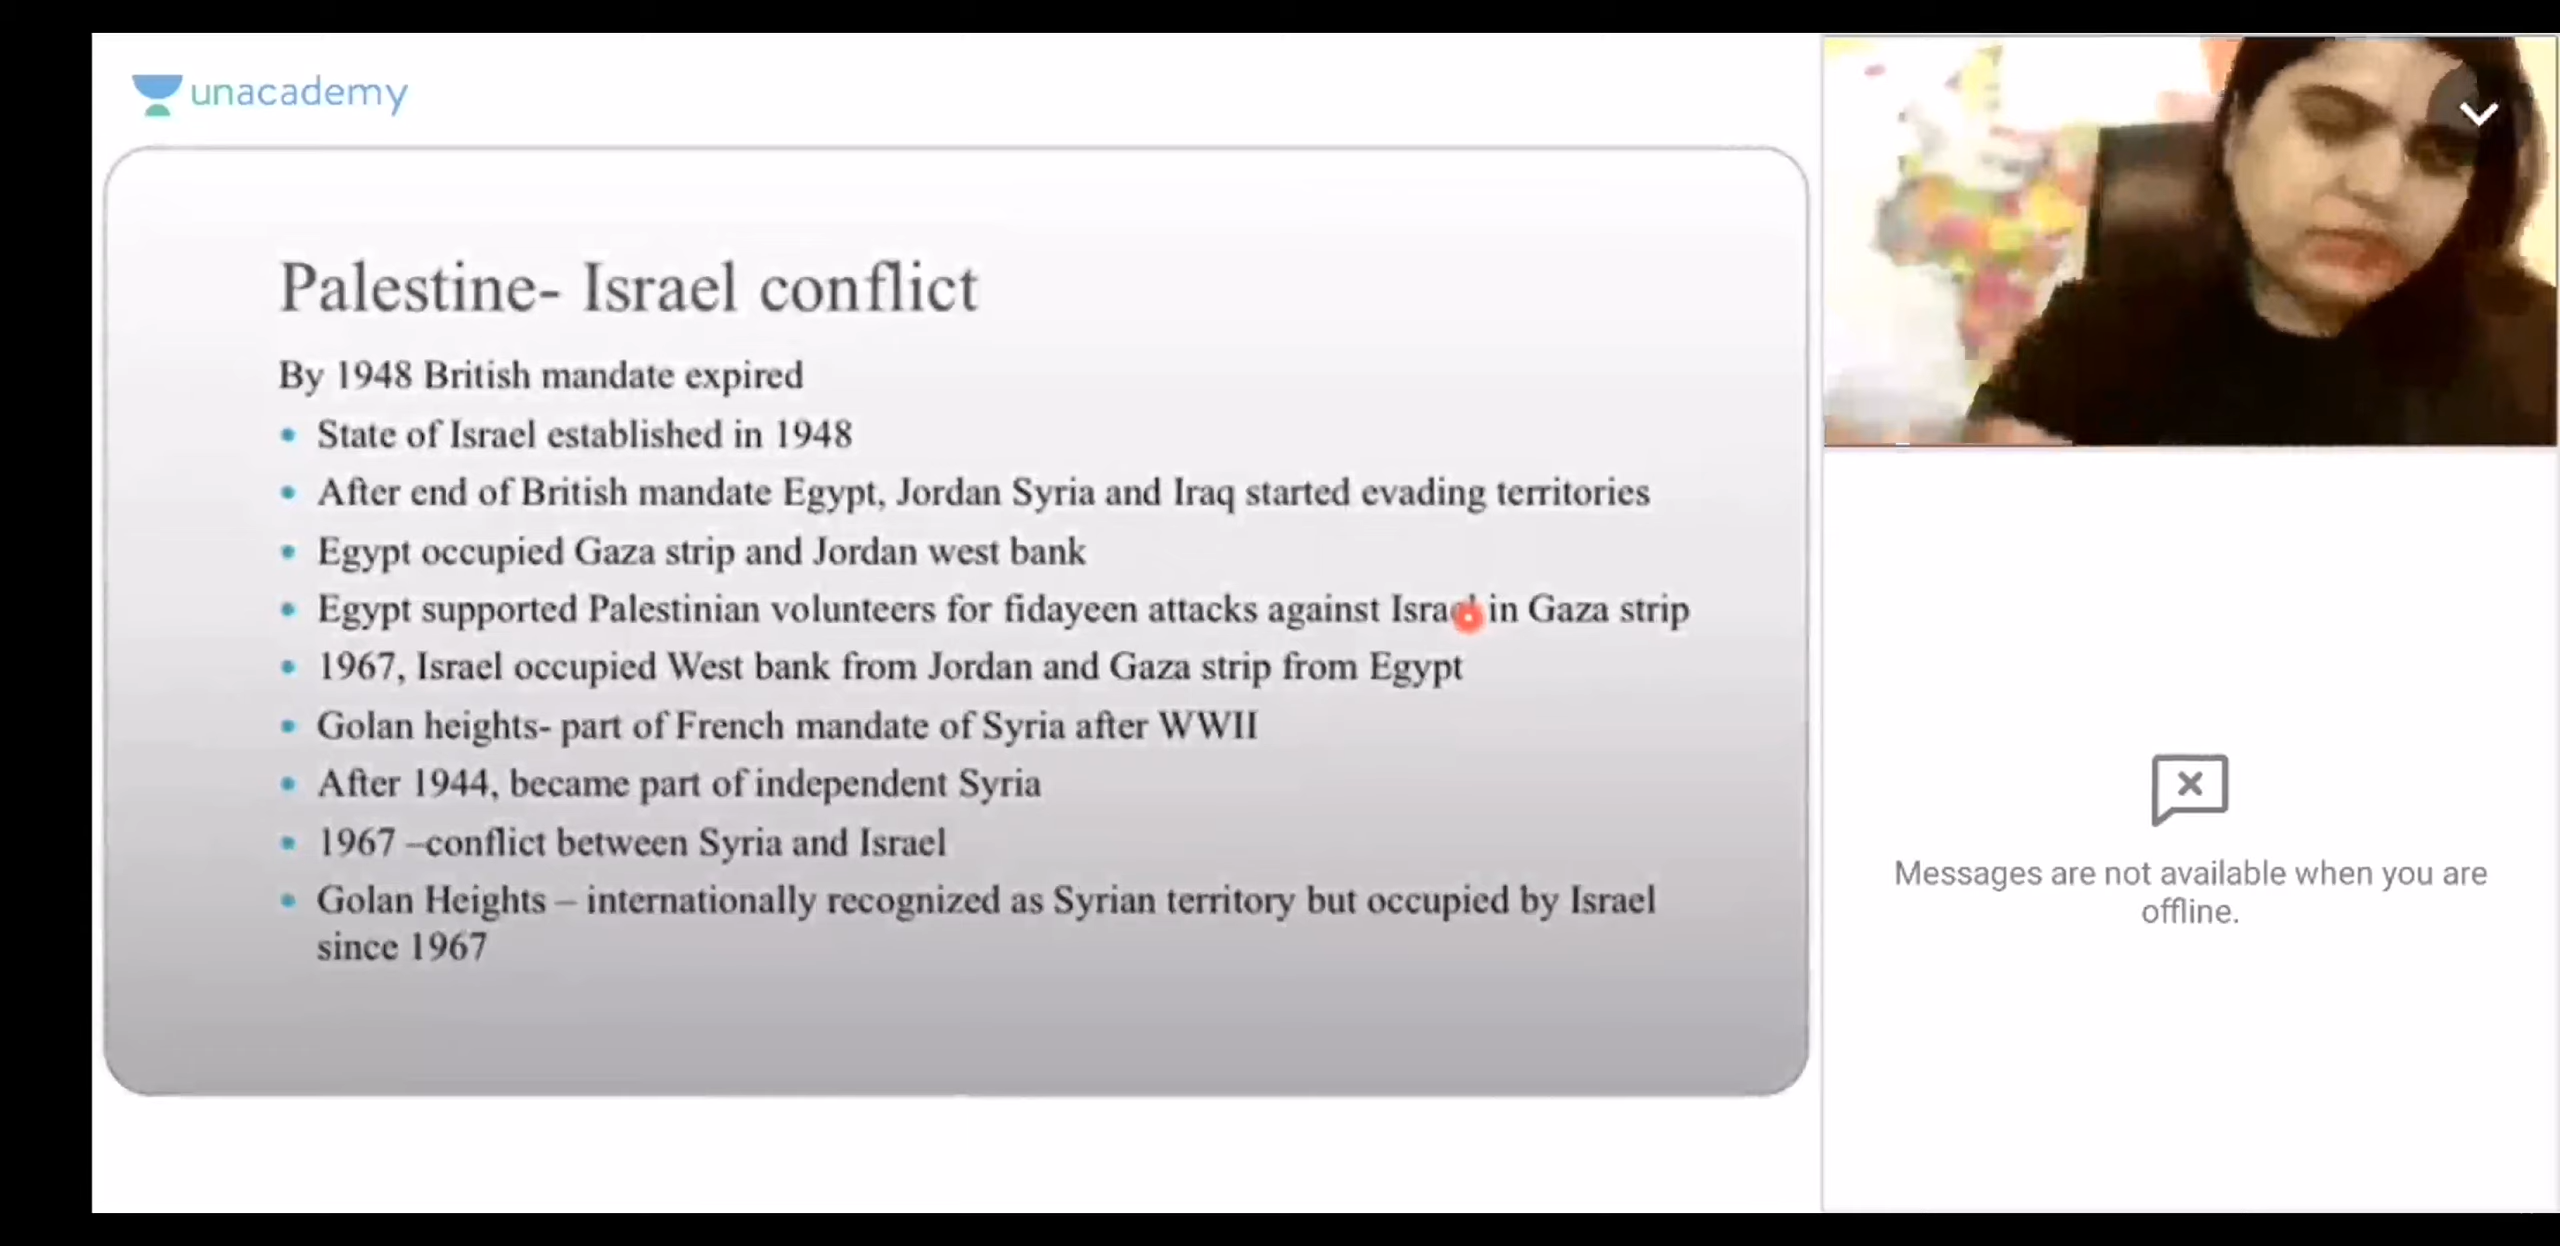 unacademy
Palestine- Israel conflict
By 1948 British mandate expired
• State of Israel established in 1948
• After end of British mandate Egypt, Jordan Syria and Iraq started evading territories
• Egypt occupied Gaza strip and Jordan west bank
• Egypt supported Palestinian volunteers for fidayeen attacks against Israel in Gaza strip
• 1967, Israel occupied West bank from Jordan and Gaza strip from Egypt
• Golan heights- part of French mandate of Syria after WWII
• After 1944, became part of independent Syria
• 1967 –conflict between Syria and Israel
• Golan Heights – internationally recognized as Syrian territory but occupied by Israel
since 1967
Messages are not available when you are
offline.